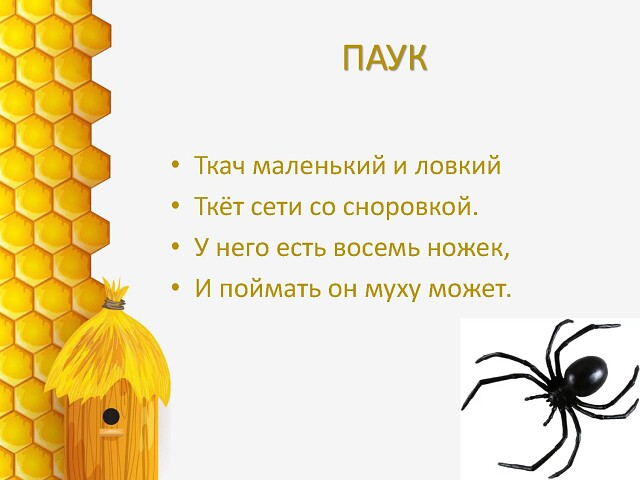 ПАУК
• Ткач маленький и ловкий
• Ткёт сети со сноровкой.
• У него есть восемь ножек,
• И поймать он муху может.